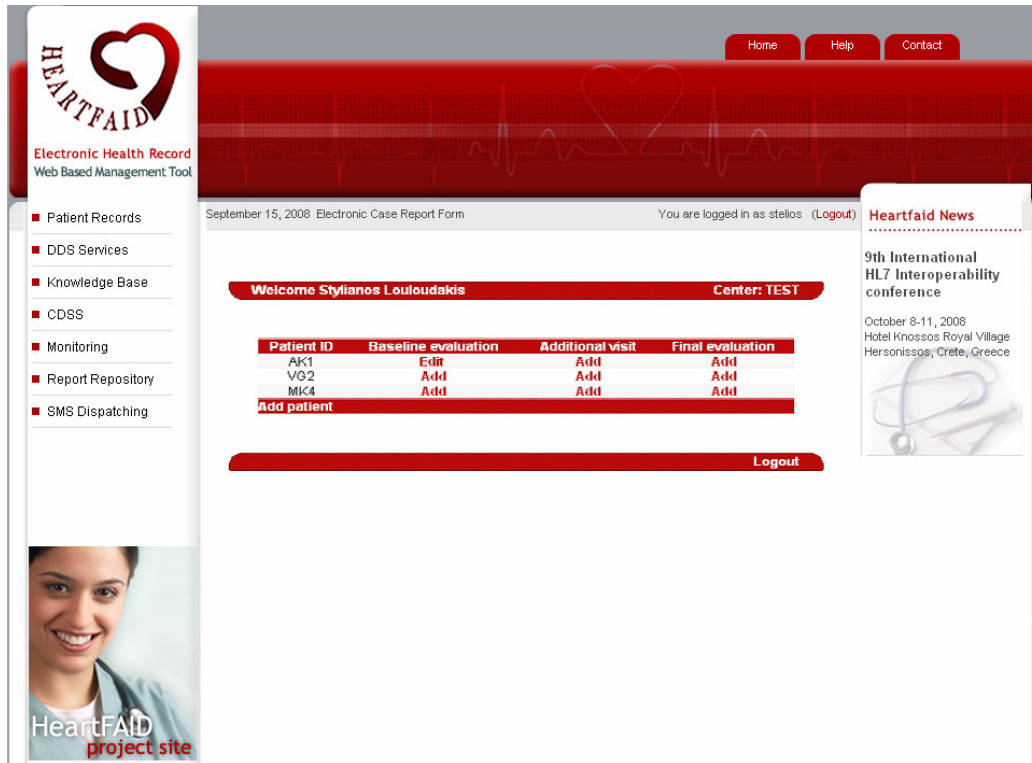 HEARTFAID
Electronic Health Record
Web Based Management Tool
Home Help Contact
Patient Records
DDS Services
Knowledge Base
CDSS
Monitoring
Report Repository
SMS Dispatching
HeartFAID
project site
September 15, 2008 Electronic Case Report Form
You are logged in as stelios (Logout)
Welcome Stylianos Louloudakis Center: TEST
Patient ID Baseline evaluation Additional visit Final evaluation
AK1 Edit Add Add
VG2 Add Add Add
MK4 Add Add Add
Add patient
Logout
Heartfaid News
9th International
HL7 Interoperability
conference
October 8-11, 2008
Hotel Knossos Royal Village
Hersonissos, Crete, Greece